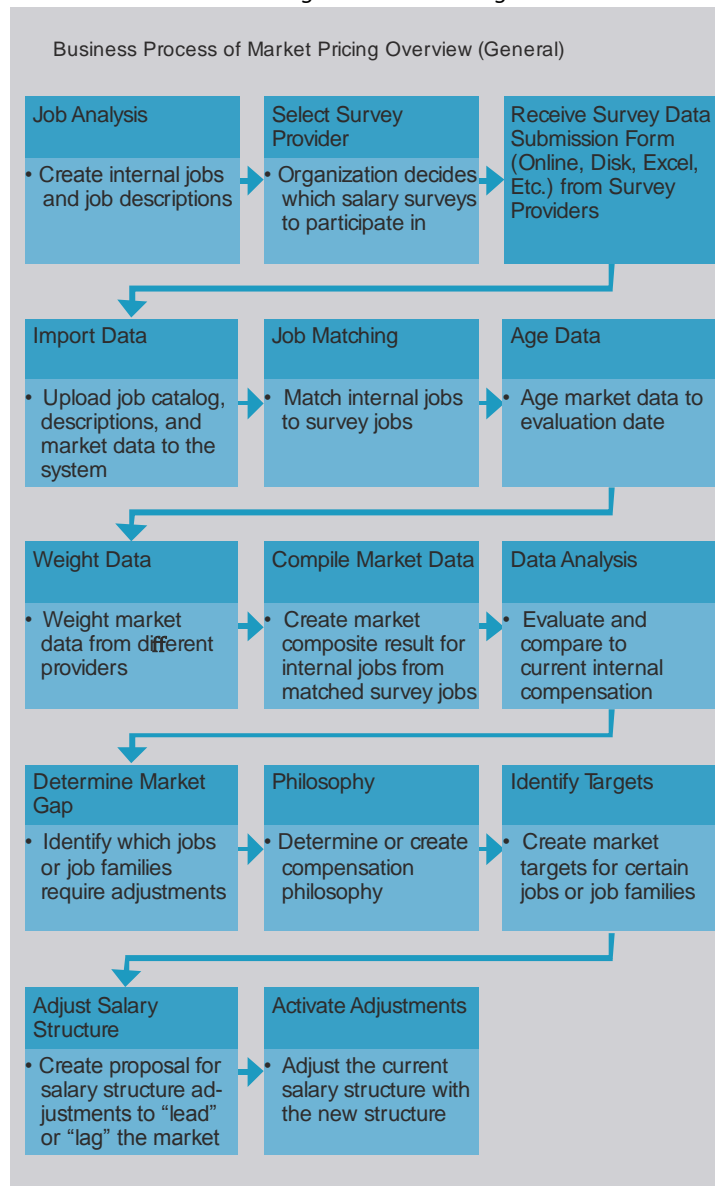 Business Process of Market Pricing Overview (General)
Job Analysis
• Create internal jobs
and job descriptions
Select Survey
Provider
• Organization decides
which salary surveys
to participate in
Receive Survey Data
Submission Form
(Online, Disk, Excel,
Etc.) from Survey
Providers
Import Data
• Upload job catalog,
descriptions, and
market data to the
system
Job Matching
• Match internal jobs
to survey jobs
Age Data
• Age market data to
evaluation date
Weight Data
• Weight market
data from different
providers
Compile Market Data
• Create market
composite result for
internal jobs from
matched survey jobs
Data Analysis
• Evaluate and
compare to
current internal
compensation
Determine Market
Gap
• Identify which jobs
or job families
require adjustments
Philosophy
• Determine or create
compensation
philosophy
Identify Targets
• Create market
targets for certain
jobs or job families
Adjust Salary
Structure
• Create proposal for
salary structure ad-
justments to “lead”
or “lag” the market
Activate Adjustments
• Adjust the current
salary structure with
the new structure